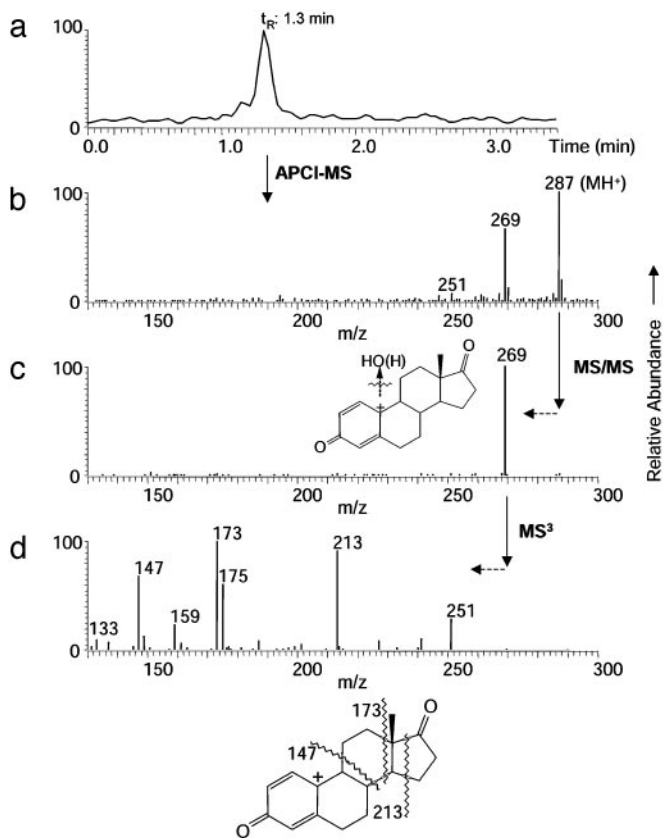 a
tR: 1.3 min
100
0
0.0 1.0 2.0 3.0 Time (min)
APCI-MS
b
100
0
287 (MH+)
269
251
150 200 250 300
m/z
Relative Abundance
c
100
0
HO(H)
+
O
O
269
MS/MS
150 200 250 300
m/z
d
100
0
MS³
133
147
159
173
175
213
251
150 200 250 300
m/z
173
O
147
+
213
O